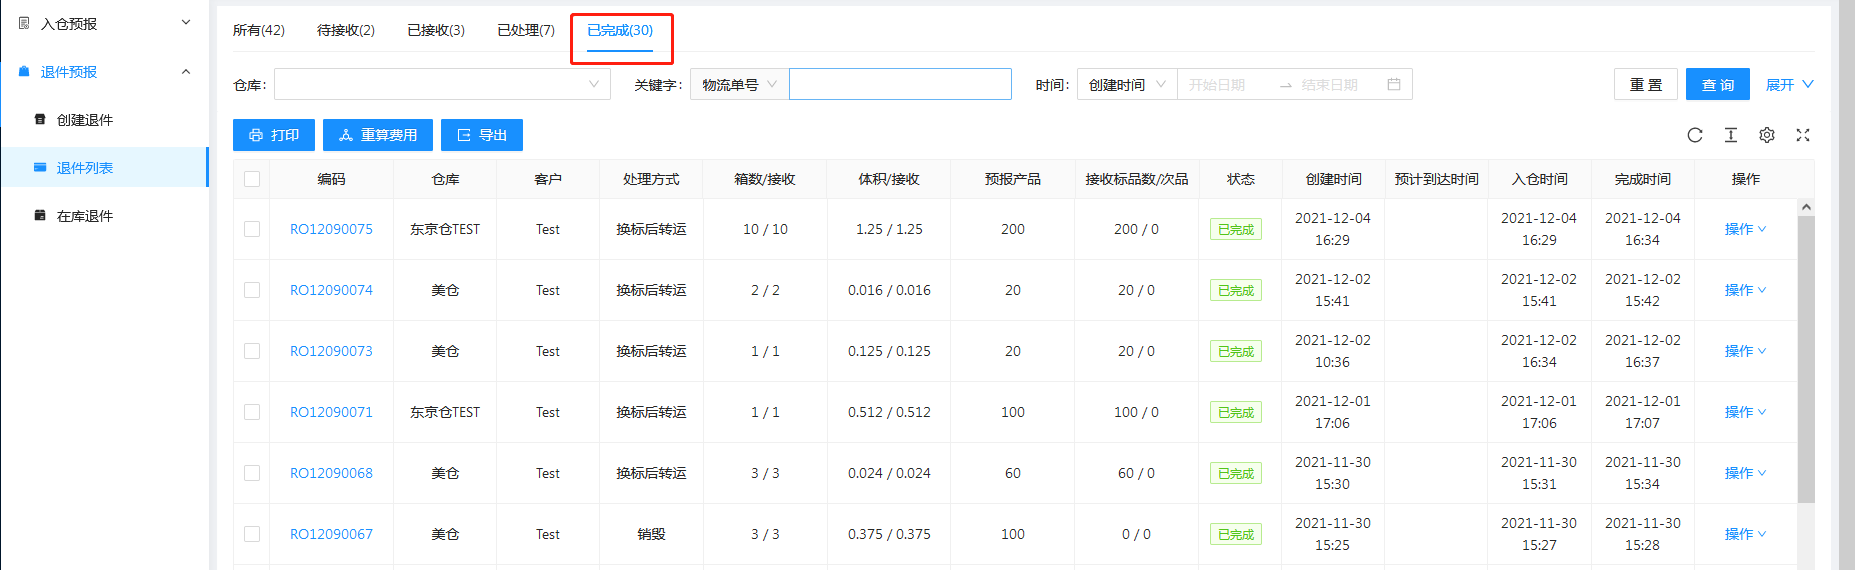 入仓预报
退件预报
创建退件
退件列表
在库退件
所有(42) 待接收(2) 已接收(3) 已处理(7) 已完成(30)
仓库: 关键字: 物流单号 时间: 创建时间 开始日期 → 结束日期 重置 查询 展开
打印 重算费用 导出
编码 仓库 客户 处理方式 箱数/接收 体积/接收 预报产品 接收标品数/次品 状态 创建时间 预计到达时间 入仓时间 完成时间 操作
RO12090075 东京仓TEST Test 换标后转运 10 / 10 1.25 / 1.25 200 200 / 0 已完成 2021-12-04 16:29 2021-12-04 16:29 2021-12-04 16:34 操作
RO12090074 美仓 Test 换标后转运 2 / 2 0.016 / 0.016 20 20 / 0 已完成 2021-12-02 15:41 2021-12-02 15:41 2021-12-02 15:42 操作
RO12090073 美仓 Test 换标后转运 1 / 1 0.125 / 0.125 20 20 / 0 已完成 2021-12-02 10:36 2021-12-02 16:34 2021-12-02 16:37 操作
RO12090071 东京仓TEST Test 换标后转运 1 / 1 0.512 / 0.512 100 100 / 0 已完成 2021-12-01 17:06 2021-12-01 17:06 2021-12-01 17:07 操作
RO12090068 美仓 Test 换标后转运 3 / 3 0.024 / 0.024 60 60 / 0 已完成 2021-11-30 15:30 2021-11-30 15:31 2021-11-30 15:34 操作
RO12090067 美仓 Test 销毁 3 / 3 0.375 / 0.375 100 0 / 0 已完成 2021-11-30 15:25 2021-11-30 15:27 2021-11-30 15:28 操作